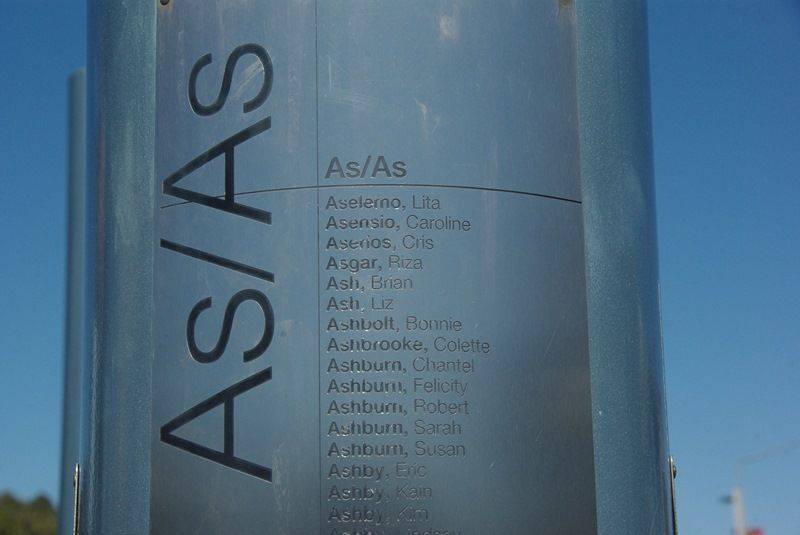 As/As
As/As
Aselerno, Lita
Asensio, Caroline
Aserios, Cris
Asgar, Riza
Ash, Brian
Ash, Liz
Ashbolt, Bonnie
Ashbrooke, Colette
Ashburn, Chantel
Ashburn, Felicity
Ashburn, Robert
Ashburn, Sarah
Ashburn, Susan
Ashby, Eric
Ashby, Kain
Ashby, Kim